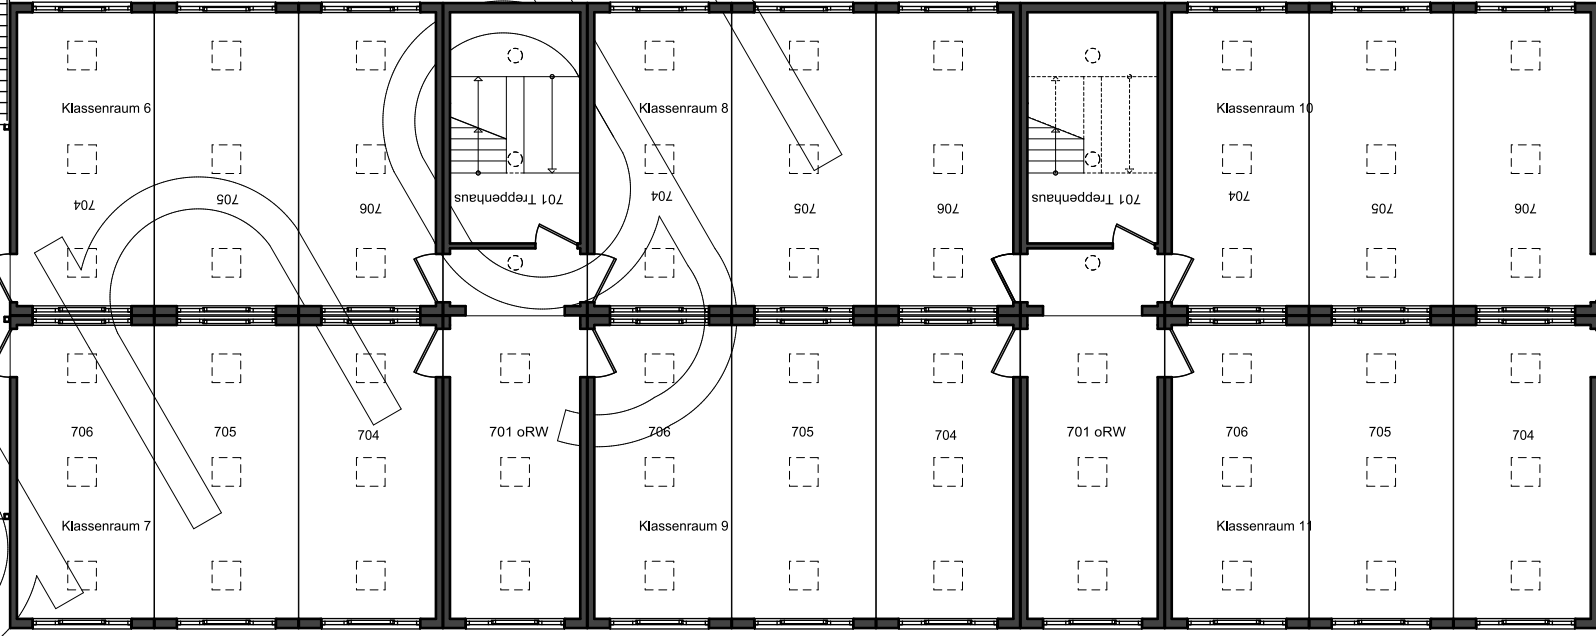 Klassenraum 6
Klassenraum 8
Klassenraum 10
704
705
706
701 Treppenhaus
704
705
706
701 Treppenhaus
704
705
706
706
705
704
701 oRW
706
705
704
701 oRW
706
705
704
Klassenraum 7
Klassenraum 9
Klassenraum 11